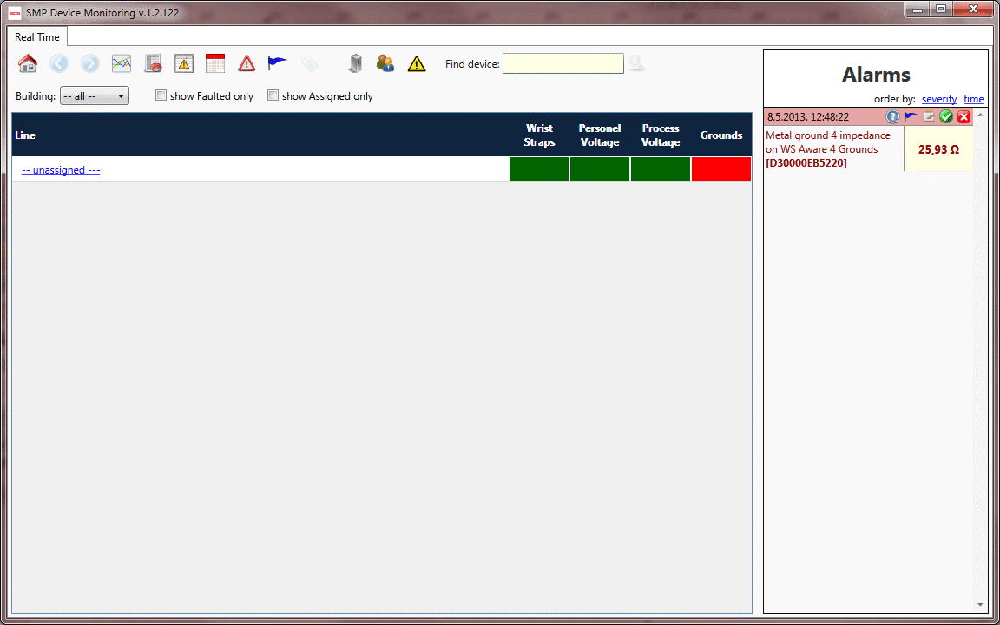 SMP Device Monitoring v.1.2.122
Real Time
Find device:
Building: -- all -- show Faulted only show Assigned only
Line
Wrist
Straps
Personel
Voltage
Process
Voltage
Grounds
-- unassigned ---
Alarms
order by: severity time
8.5.2013. 12:48:22
Metal ground 4 impedance
on WS Aware 4 Grounds
[D30000EB5220]
25,93 Ω